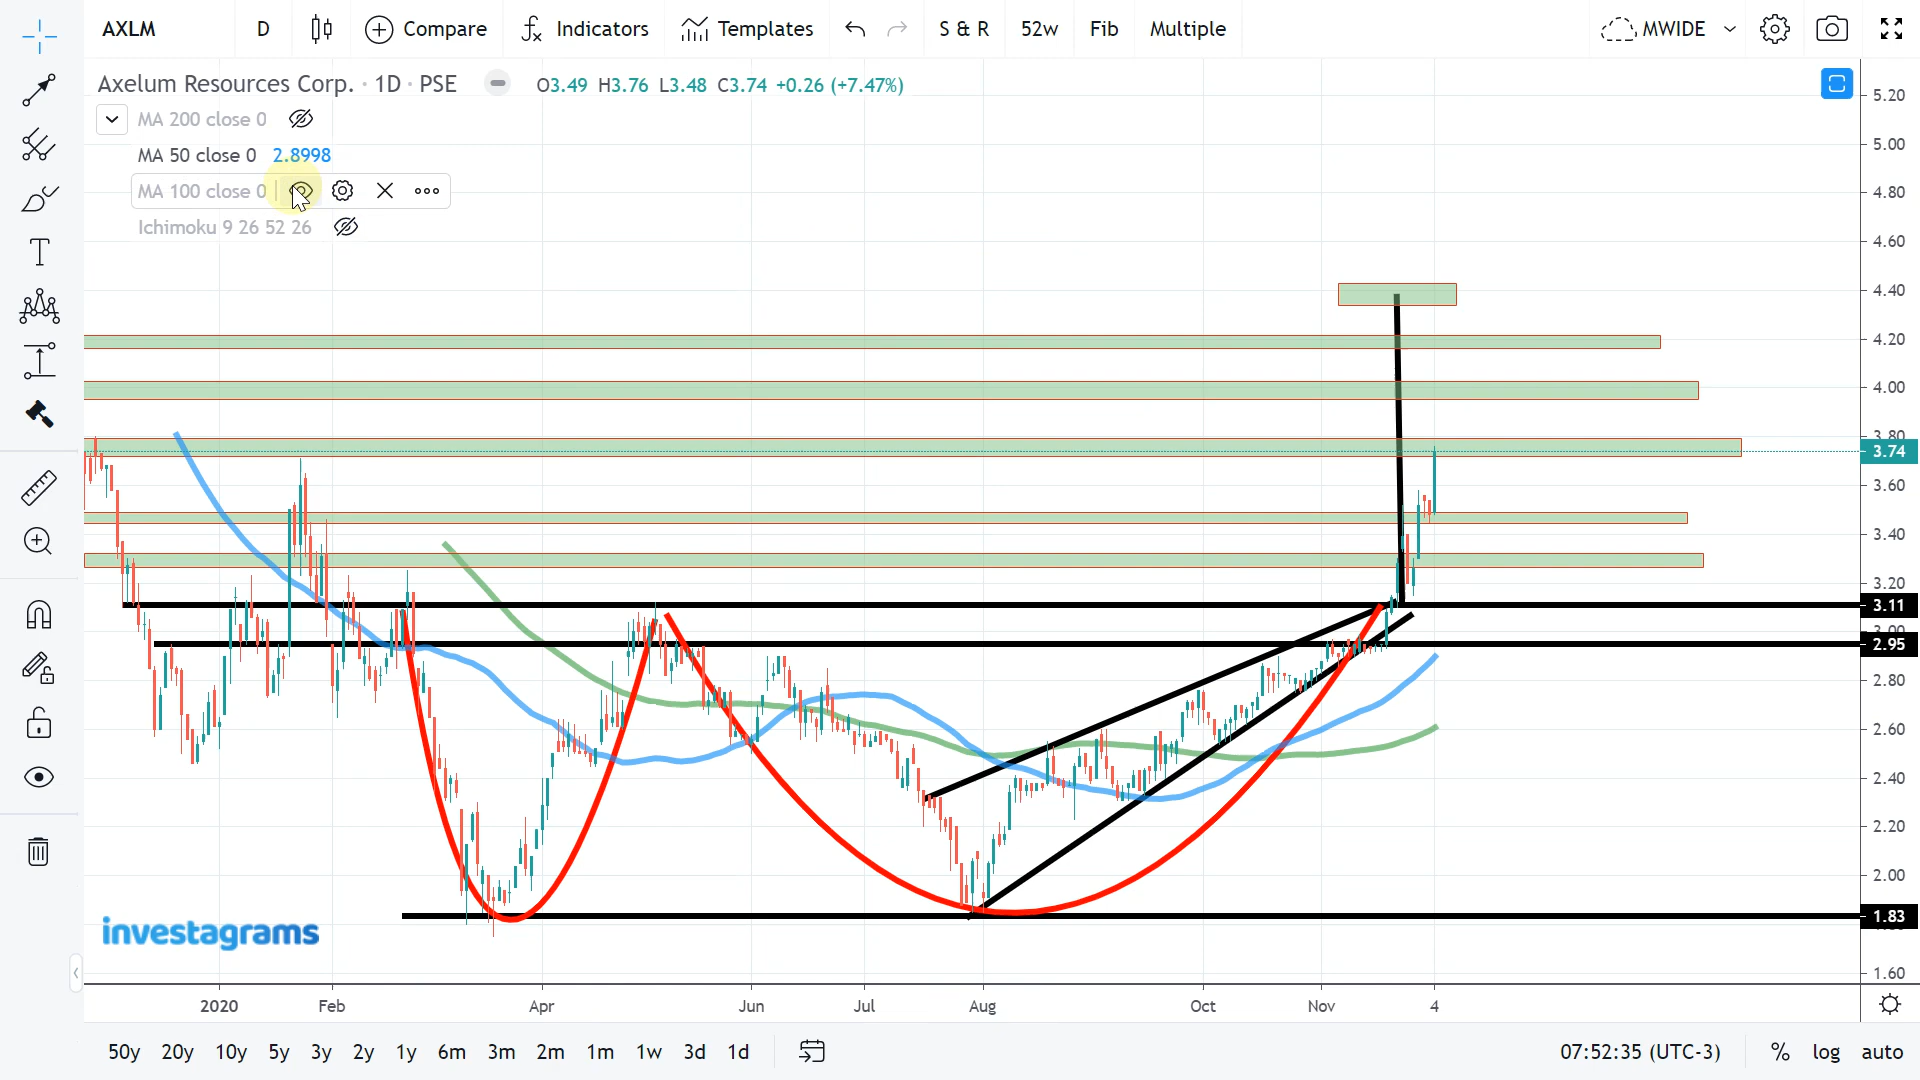 AXLM D Compare Indicators Templates S & R 52w Fib Multiple MWIDE
Axelum Resources Corp. · 1D · PSE O3.49 H3.76 L3.48 C3.74 +0.26 (+7.47%)
MA 200 close 0
MA 50 close 0 2.8998
MA 100 close 0
Ichimoku 9 26 52 26
5.20
5.00
4.80
4.60
4.40
4.20
4.00
3.80
3.74
3.60
3.40
3.20
3.11
3.00
2.95
2.80
2.60
2.40
2.20
2.00
1.83
1.60
investagrams
2020 Feb Apr Jun Jul Aug Oct Nov 4
50y 20y 10y 5y 3y 2y 1y 6m 3m 2m 1m 1w 3d 1d 07:52:35 (UTC-3) % log auto